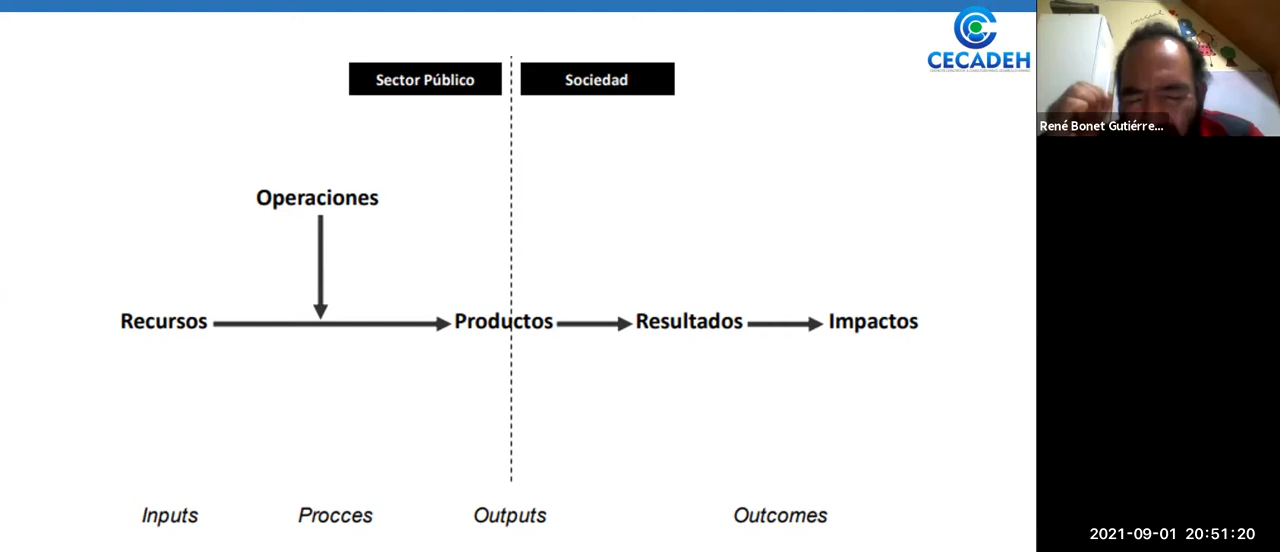 CECADEH
Sector Público
Sociedad
René Bonet Gutiérre...
Operaciones
Recursos
Productos
Resultados
Impactos
Inputs
Procces
Outputs
Outcomes
2021-09-01 20:51:20